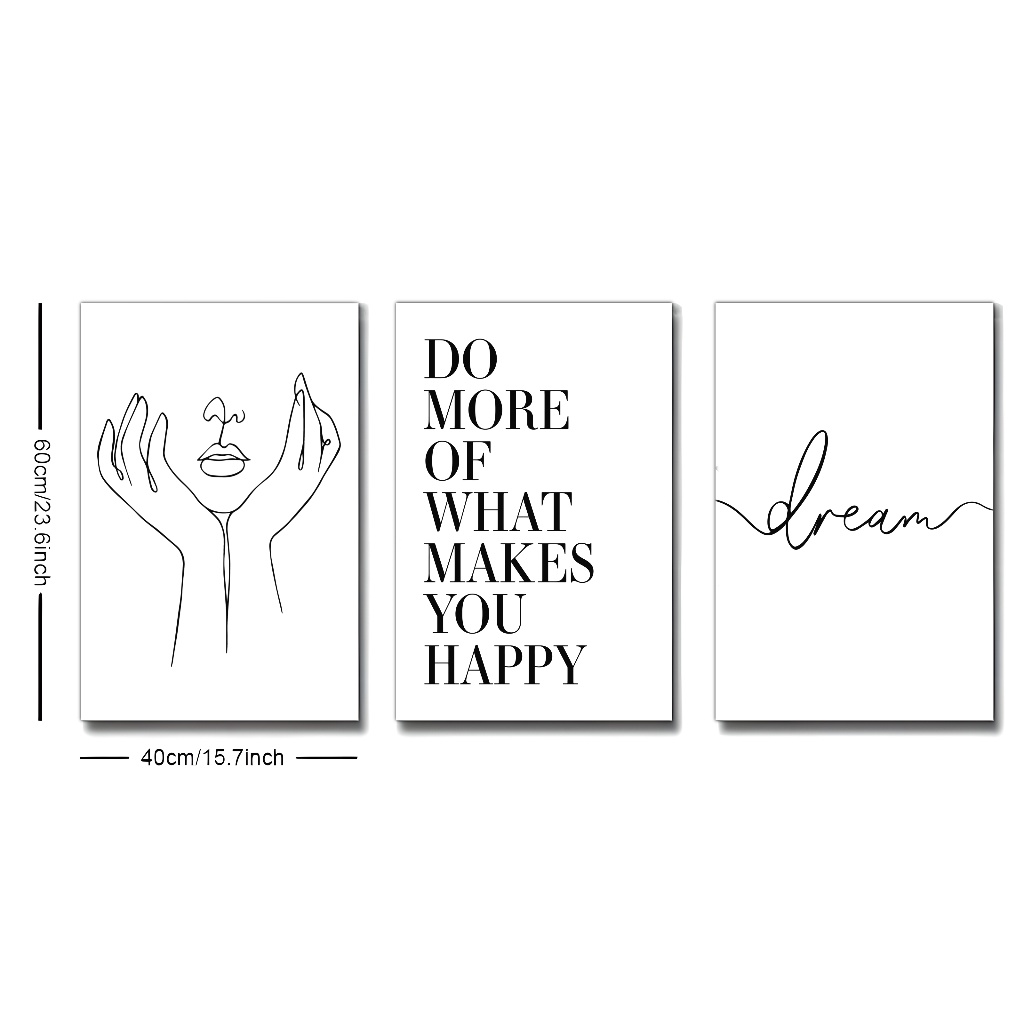 60cm/23.6inch
DO
MORE
OF
WHAT
MAKES
YOU
HAPPY
dream
40cm/15.7inch